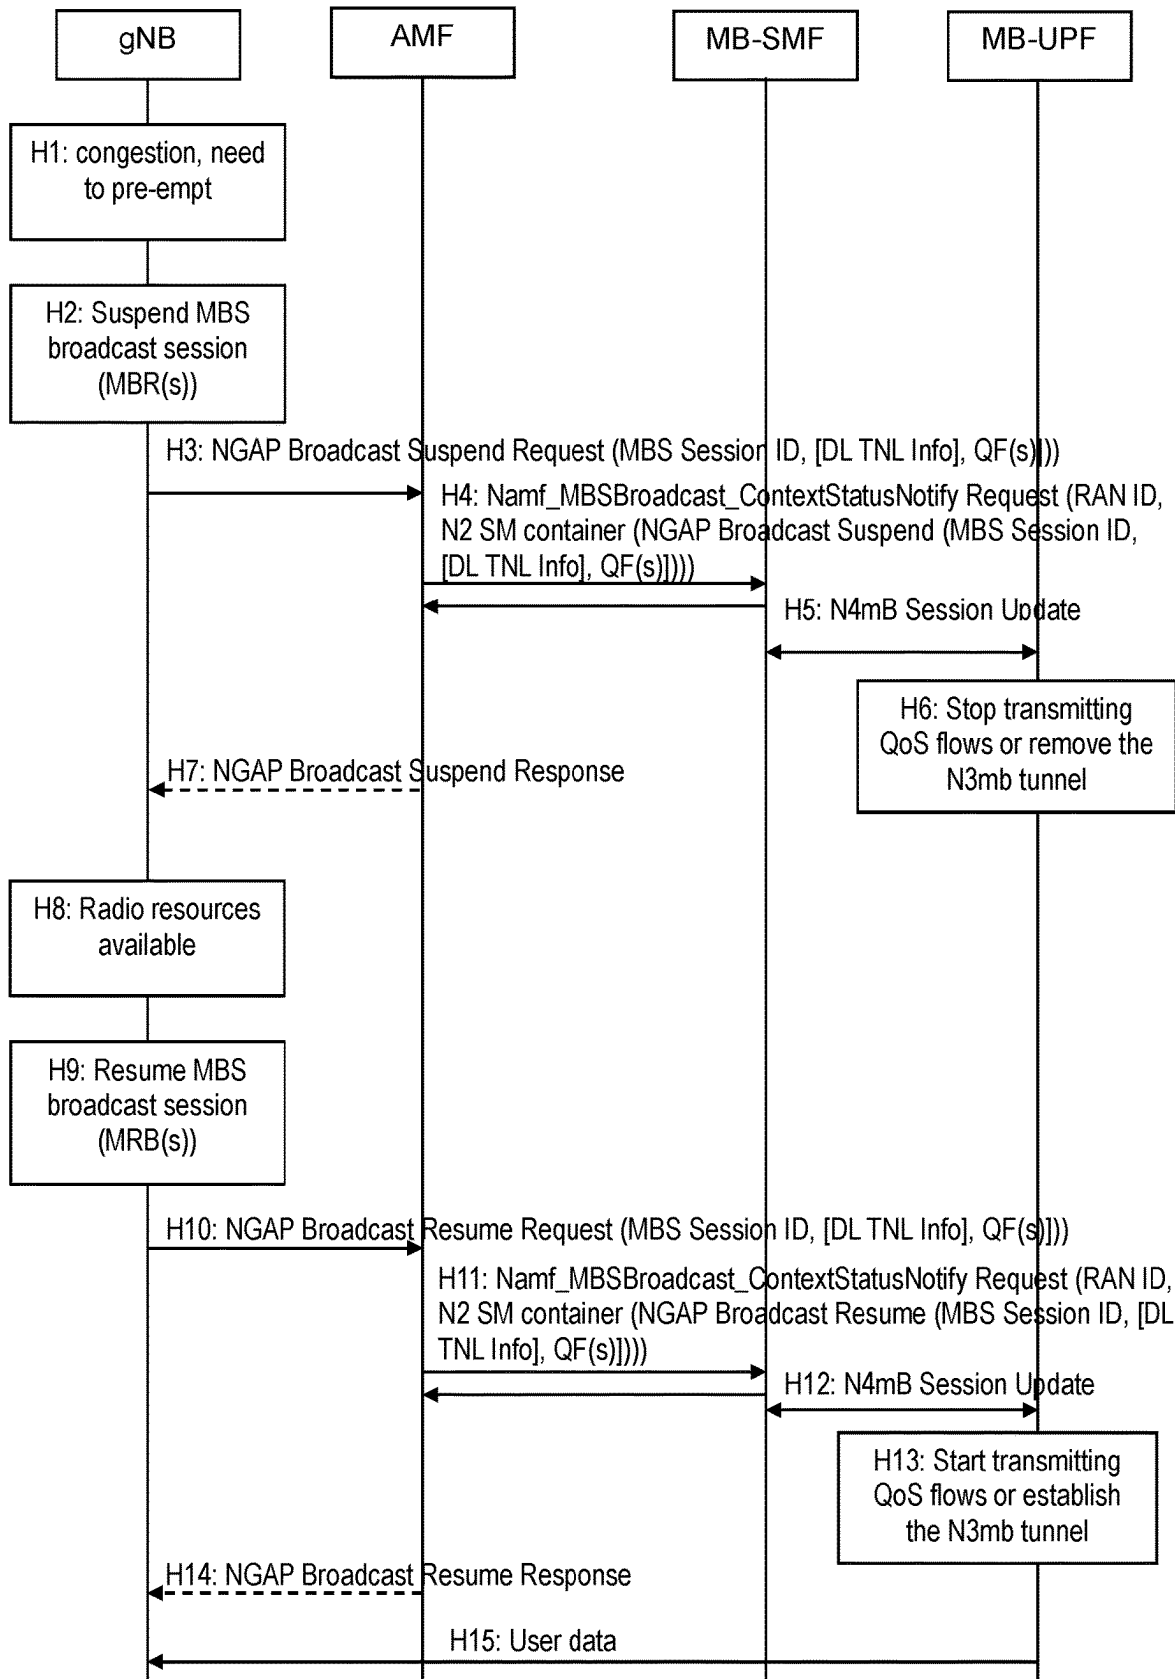 gNB
AMF
MB-SMF
MB-UPF
H1: congestion, need
to pre-empt
H2: Suspend MBS
broadcast session
(MBR(s))
H3: NGAP Broadcast Suspend Request (MBS Session ID, [DL TNL Info], QF(s)]))
H4: Namf_MBSBroadcast_ContextStatusNotify Request (RAN ID,
N2 SM container (NGAP Broadcast Suspend (MBS Session ID,
[DL TNL Info], QF(s)])))
H5: N4mB Session Update
H6: Stop transmitting
QoS flows or remove the
N3mb tunnel
H7: NGAP Broadcast Suspend Response
H8: Radio resources
available
H9: Resume MBS
broadcast session
(MRB(s))
H10: NGAP Broadcast Resume Request (MBS Session ID, [DL TNL Info], QF(s)]))
H11: Namf_MBSBroadcast_ContextStatusNotify Request (RAN ID,
N2 SM container (NGAP Broadcast Resume (MBS Session ID, [DL
TNL Info], QF(s)])))
H12: N4mB Session Update
H13: Start transmitting
QoS flows or establish
the N3mb tunnel
H14: NGAP Broadcast Resume Response
H15: User data